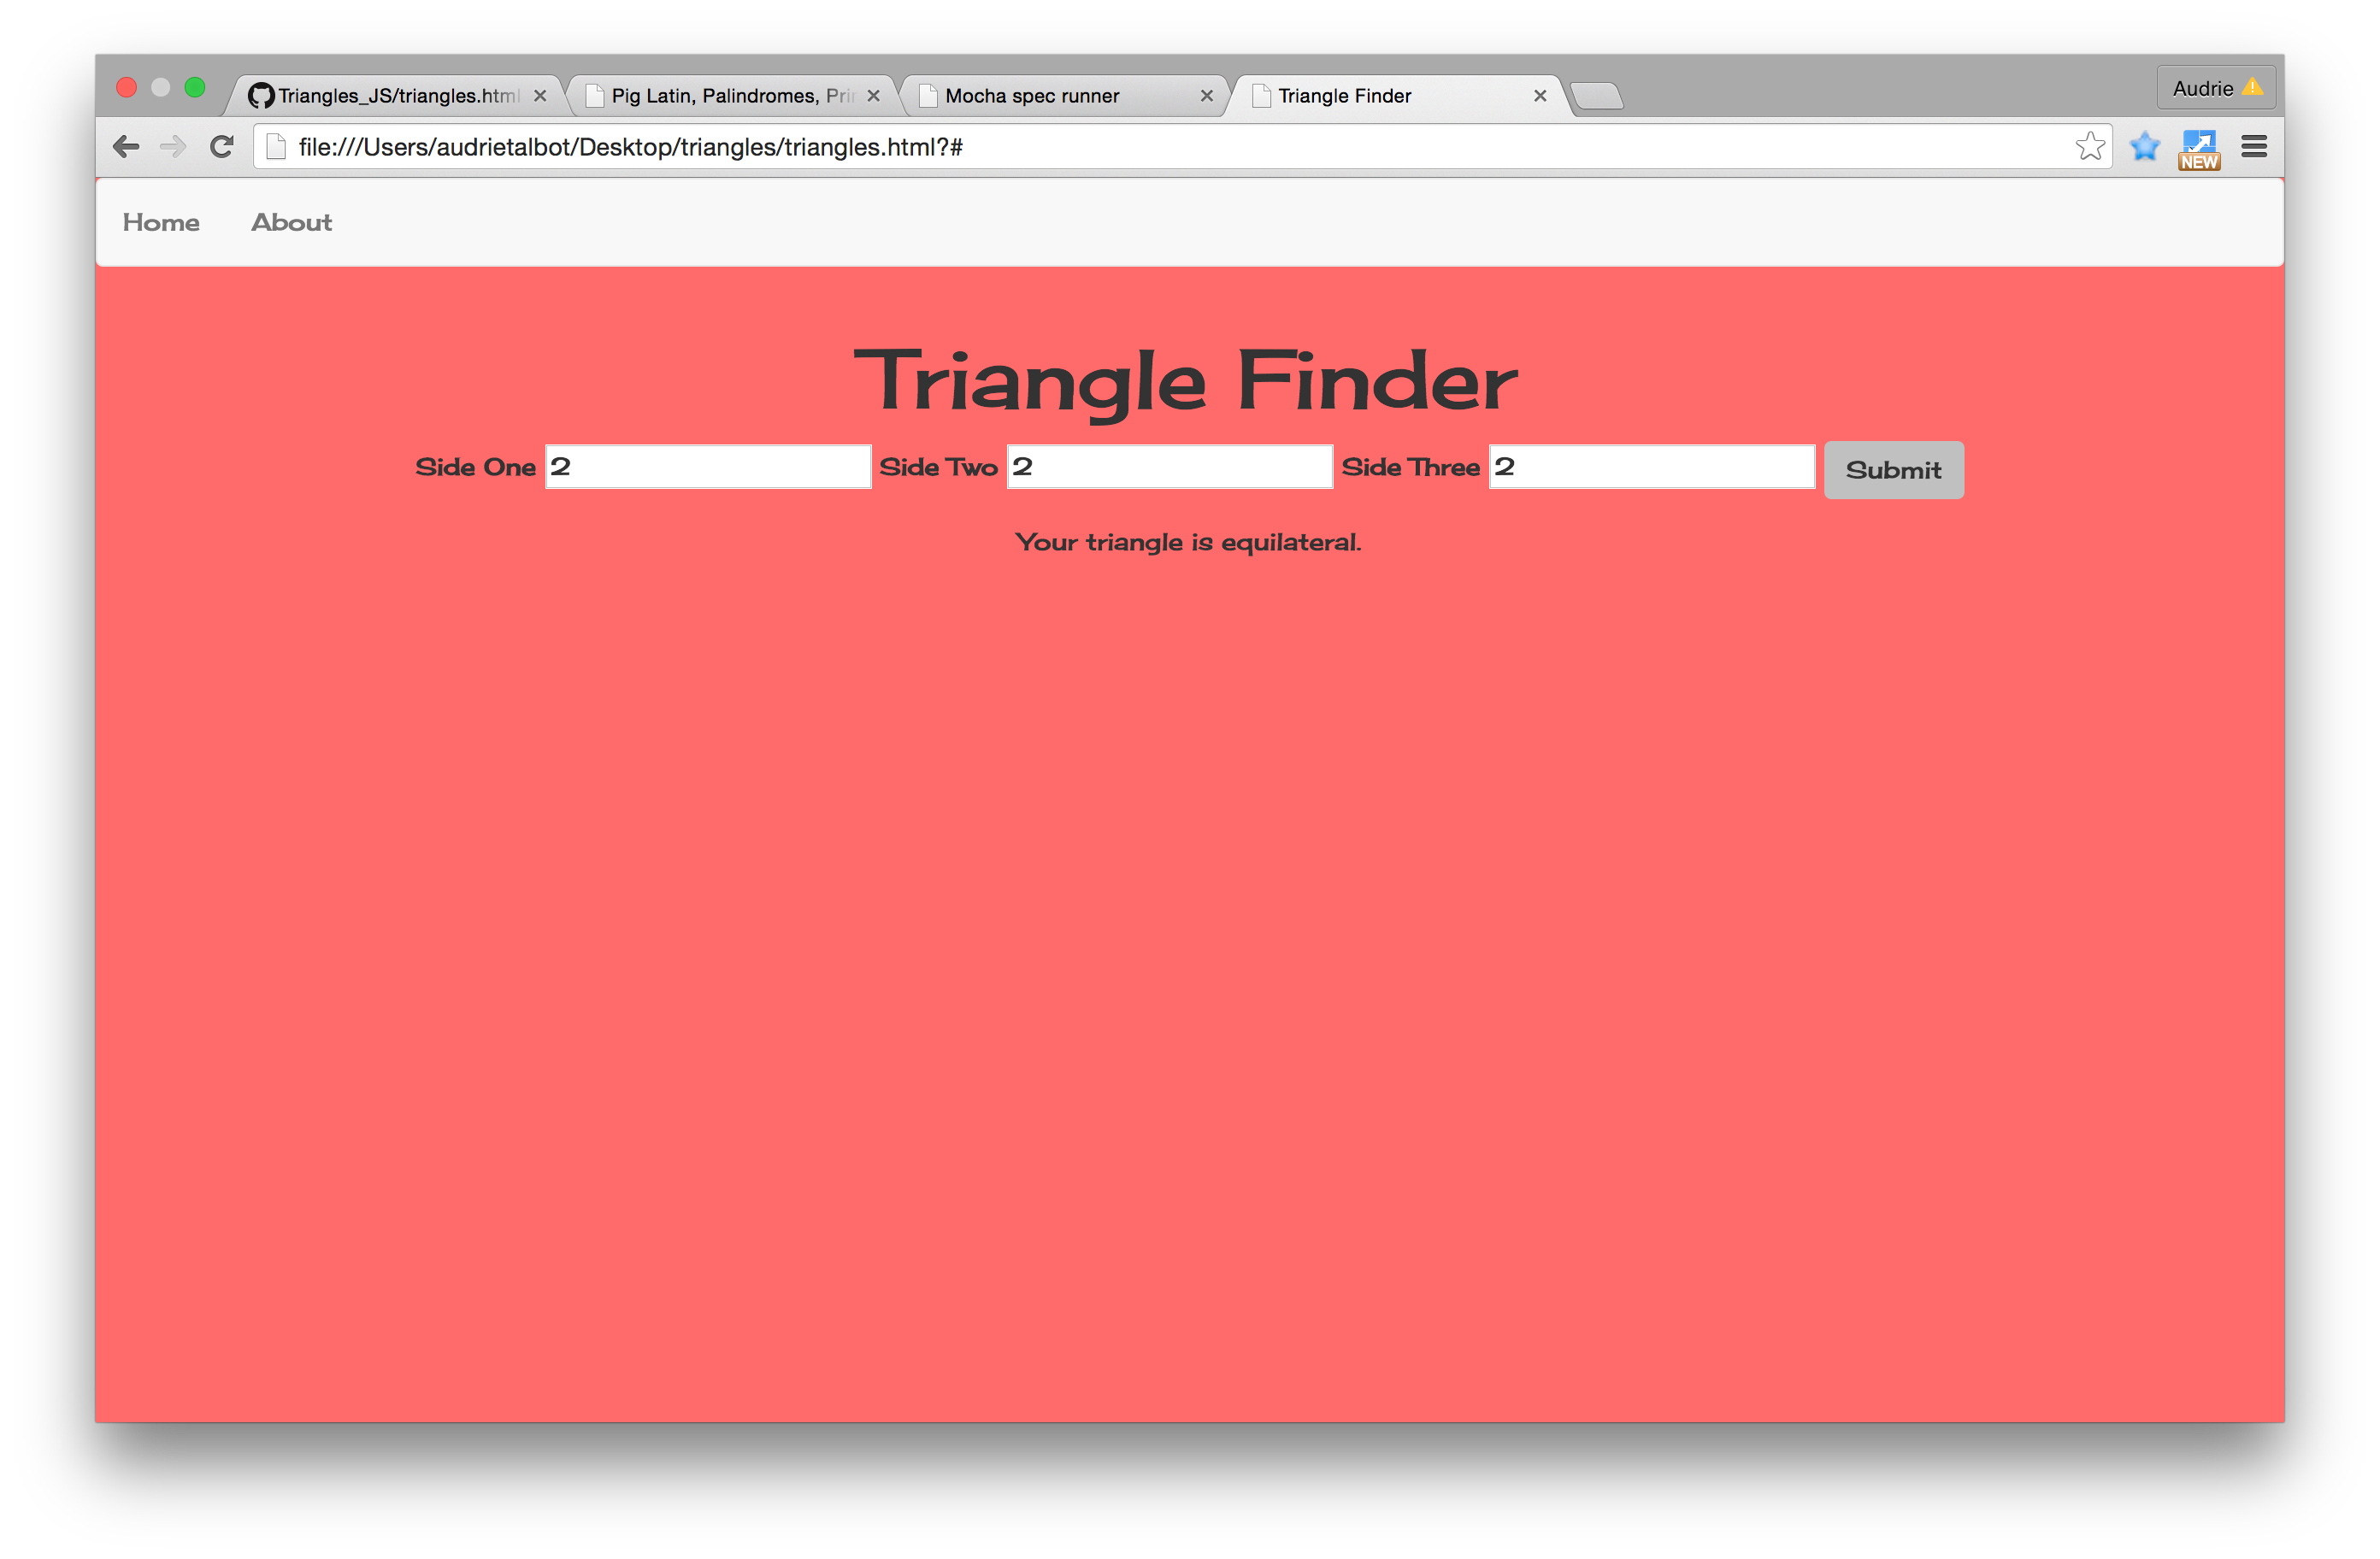 Triangles_JS/triangles.html
Pig Latin, Palindromes, Pri
Mocha spec runner
Triangle Finder
Audrie
file:///Users/audrietalbot/Desktop/triangles/triangles.html?#
NEW
Home About
Triangle Finder
Side One 2 Side Two 2 Side Three 2 Submit
Your triangle is equilateral.